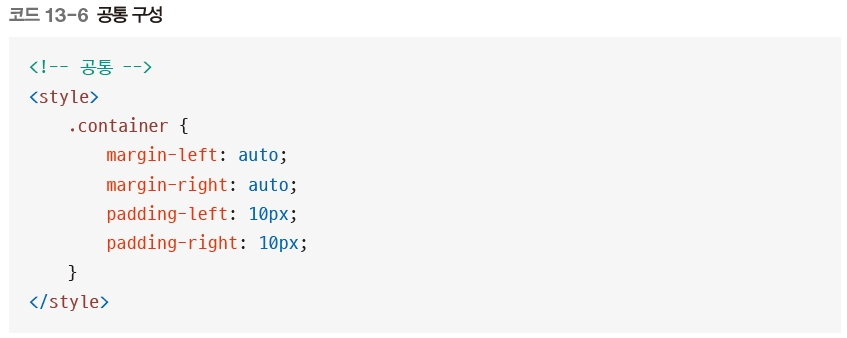 코드 13-6 공통 구성
<!-- 공통 -->
<style>
    .container {
        margin-left: auto;
        margin-right: auto;
        padding-left: 10px;
        padding-right: 10px;
    }
</style>